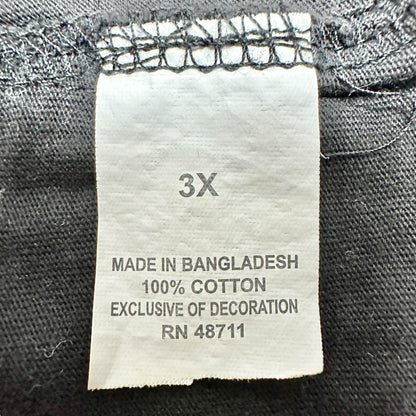 3X
MADE IN BANGLADESH
100% COTTON
EXCLUSIVE OF DECORATION
RN 48711